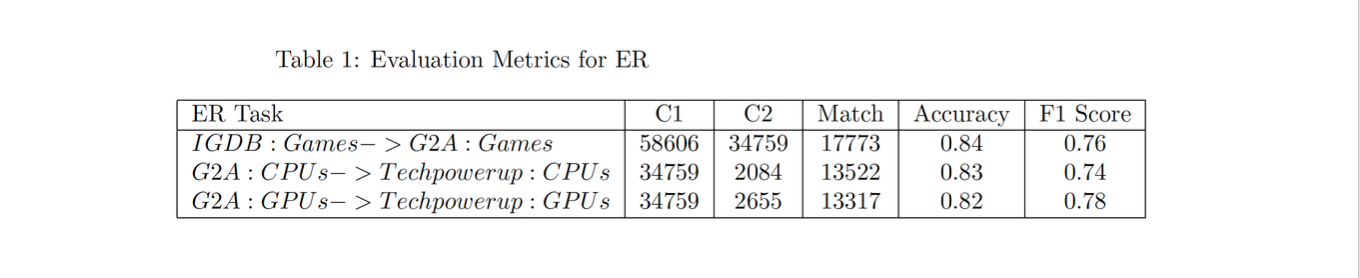 Table 1: Evaluation Metrics for ER
ER Task C1 C2 Match Accuracy F1 Score
IGDB : Games- > G2A : Games 58606 34759 17773 0.84 0.76
G2A : CPUs- > Techpowerup : CPUs 34759 2084 13522 0.83 0.74
G2A : GPUs- > Techpowerup : GPUs 34759 2655 13317 0.82 0.78